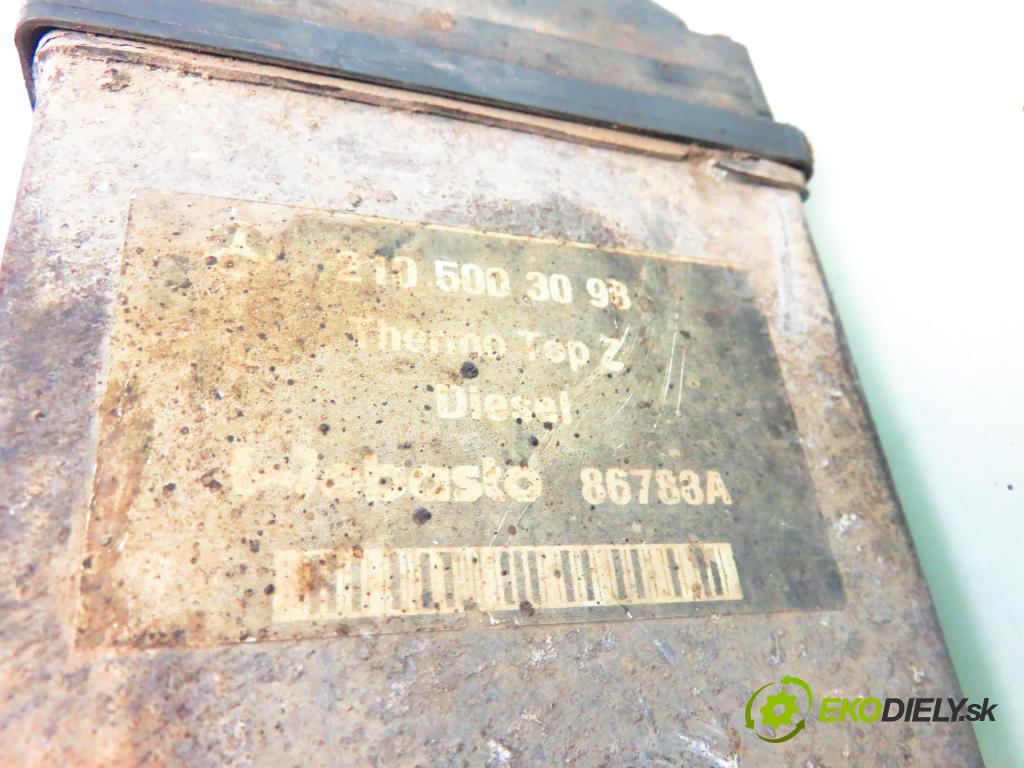 210 500 30 98
Thermo Top Z
Diesel
Webasto 86783A
EKODIELY.sk